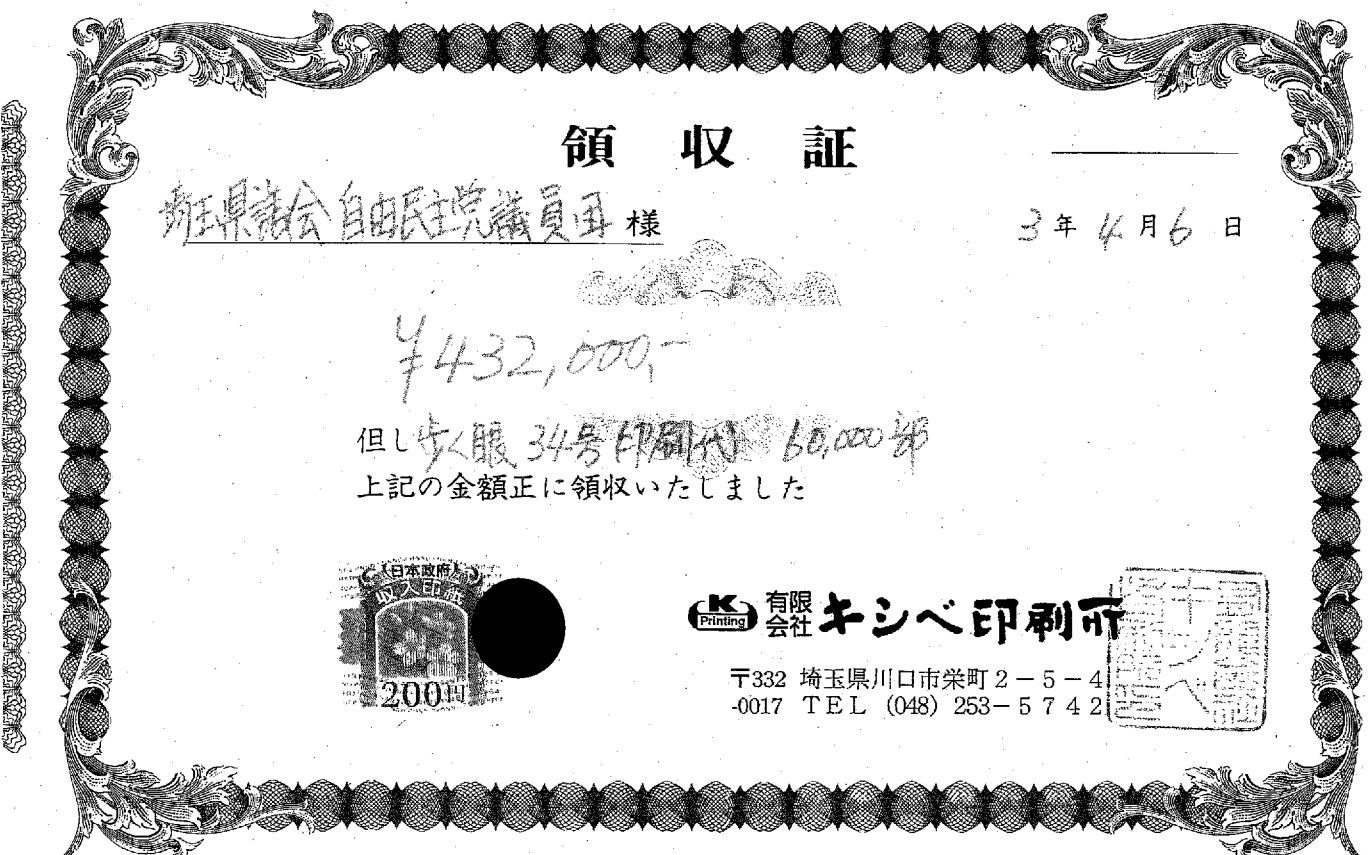 領収証
埼玉県議会自由民主党議員団 様
3年4月6日
¥432,000,-
但し 歩く眼 34号 印刷代 60,000部
上記の金額正に領収いたしました
日本政府
収入印紙
200円
K Printing 有限会社 キシベ印刷所
〒332-0017 埼玉県川口市栄町2-5-4
TEL (048) 253-5742